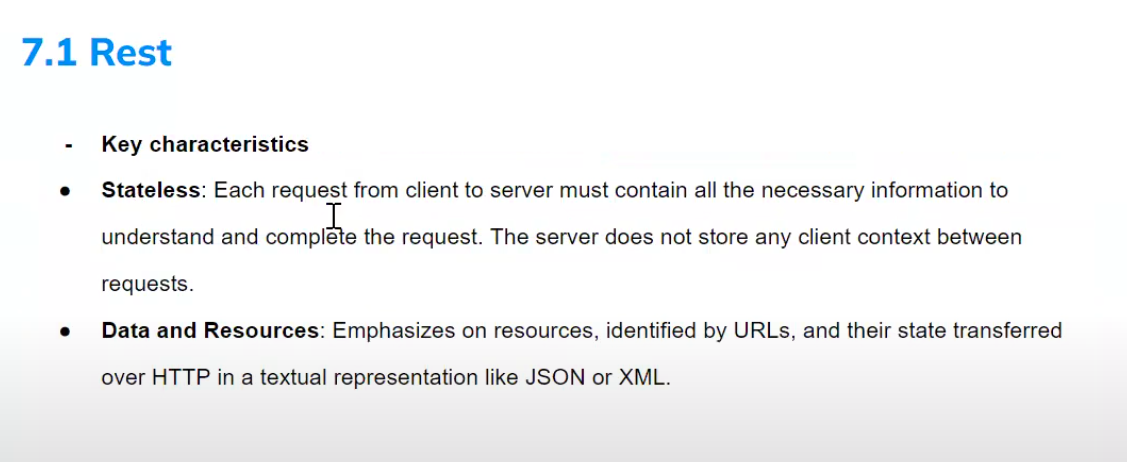 7.1 Rest
- Key characteristics
● Stateless: Each request from client to server must contain all the necessary information to
understand and complete the request. The server does not store any client context between
requests.
● Data and Resources: Emphasizes on resources, identified by URLs, and their state transferred
over HTTP in a textual representation like JSON or XML.